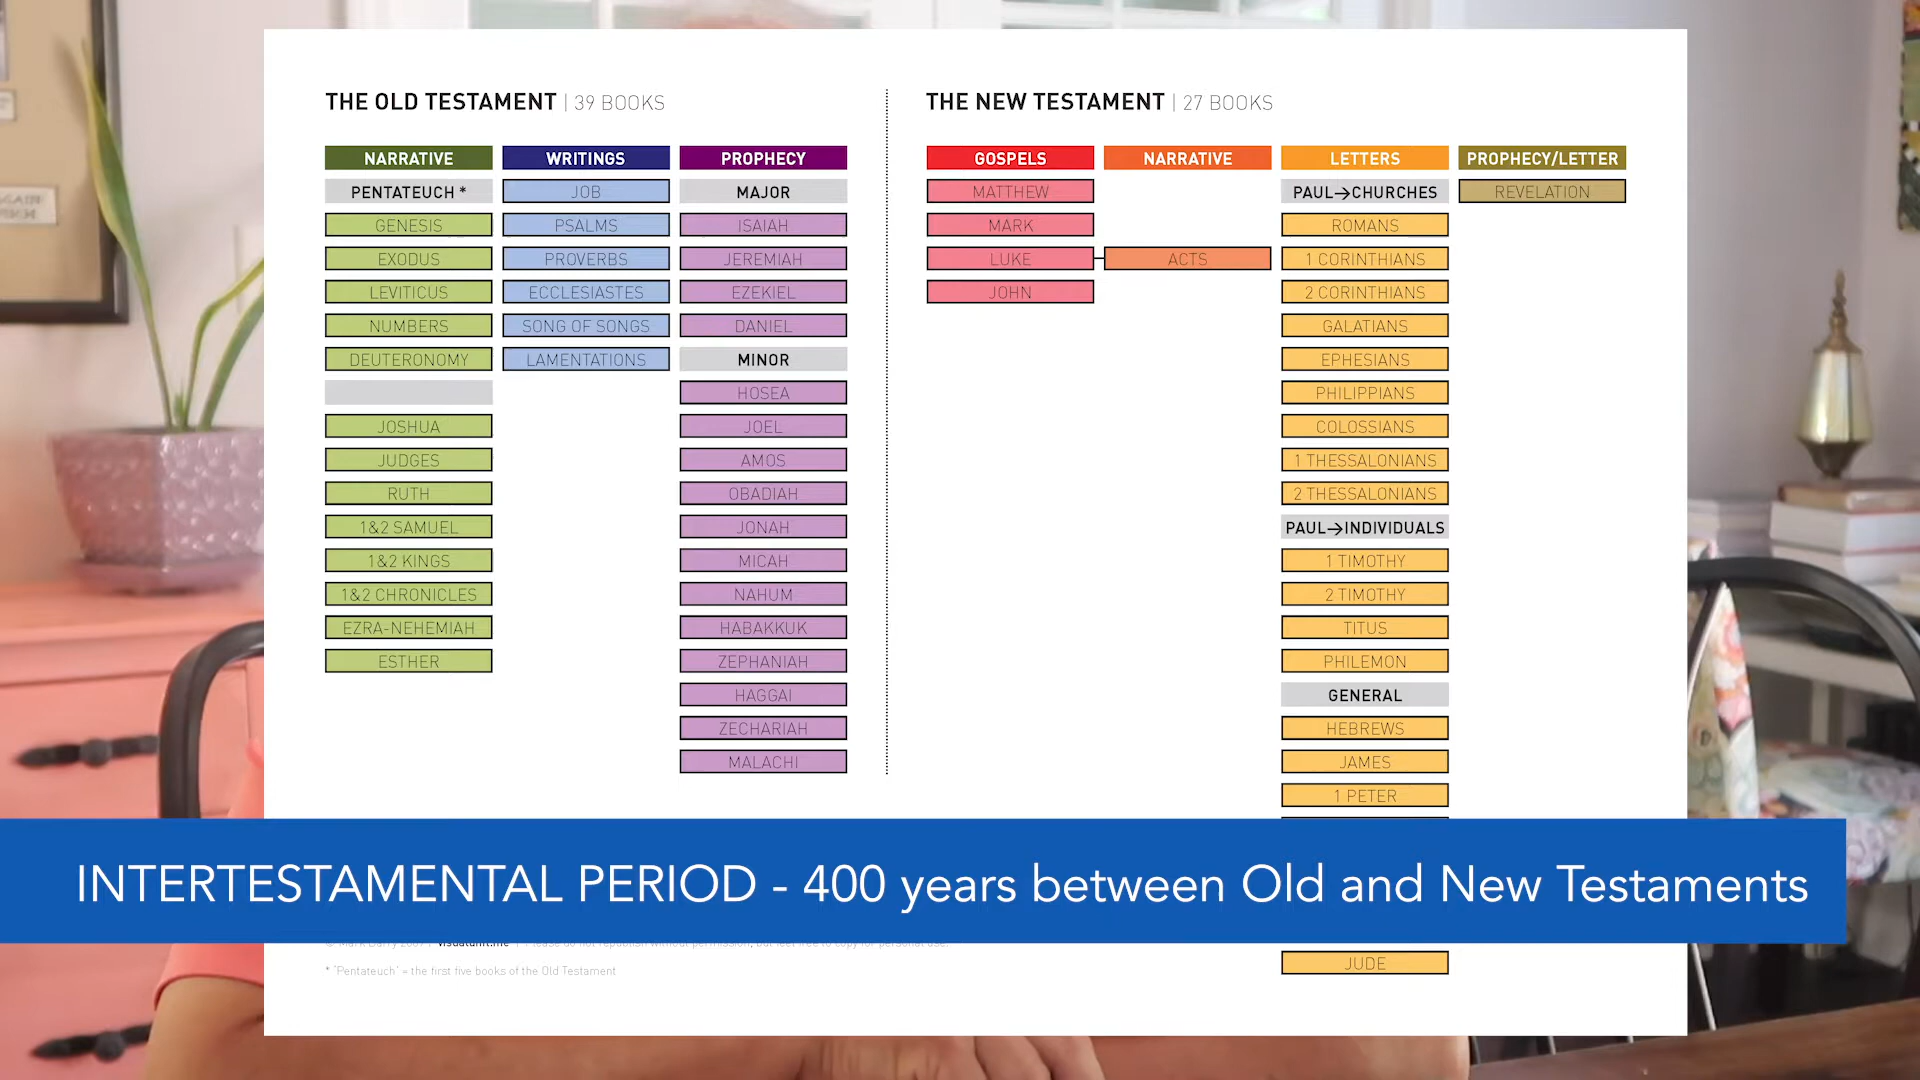 THE OLD TESTAMENT | 39 BOOKS
NARRATIVE
PENTATEUCH *
GENESIS
EXODUS
LEVITICUS
NUMBERS
DEUTERONOMY
JOSHUA
JUDGES
RUTH
1&2 SAMUEL
1&2 KINGS
1&2 CHRONICLES
EZRA-NEHEMIAH
ESTHER
WRITINGS
JOB
PSALMS
PROVERBS
ECCLESIASTES
SONG OF SONGS
LAMENTATIONS
PROPHECY
MAJOR
ISAIAH
JEREMIAH
EZEKIEL
DANIEL
MINOR
HOSEA
JOEL
AMOS
OBADIAH
JONAH
MICAH
NAHUM
HABAKKUK
ZEPHANIAH
HAGGAI
ZECHARIAH
MALACHI
THE NEW TESTAMENT | 27 BOOKS
GOSPELS
MATTHEW
MARK
LUKE
JOHN
NARRATIVE
ACTS
LETTERS
PAUL→CHURCHES
ROMANS
1 CORINTHIANS
2 CORINTHIANS
GALATIANS
EPHESIANS
PHILIPPIANS
COLOSSIANS
1 THESSALONIANS
2 THESSALONIANS
PAUL→INDIVIDUALS
1 TIMOTHY
2 TIMOTHY
TITUS
PHILEMON
GENERAL
HEBREWS
JAMES
1 PETER
JUDE
PROPHECY/LETTER
REVELATION
INTERTESTAMENTAL PERIOD - 400 years between Old and New Testaments
* "Pentateuch" = the first five books of the Old Testament